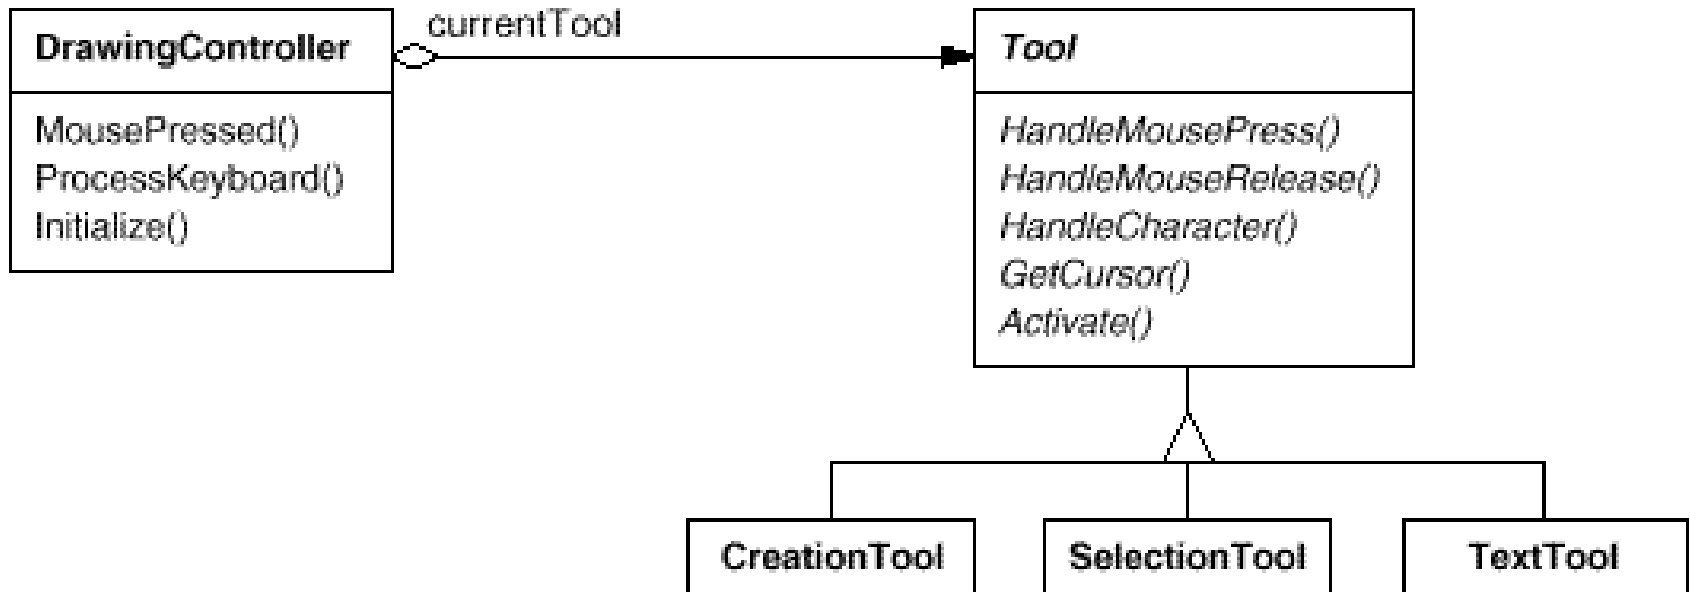 DrawingController
MousePressed()
ProcessKeyboard()
Initialize()
currentTool
Tool
HandleMousePress()
HandleMouseRelease()
HandleCharacter()
GetCursor()
Activate()
CreationTool
SelectionTool
TextTool